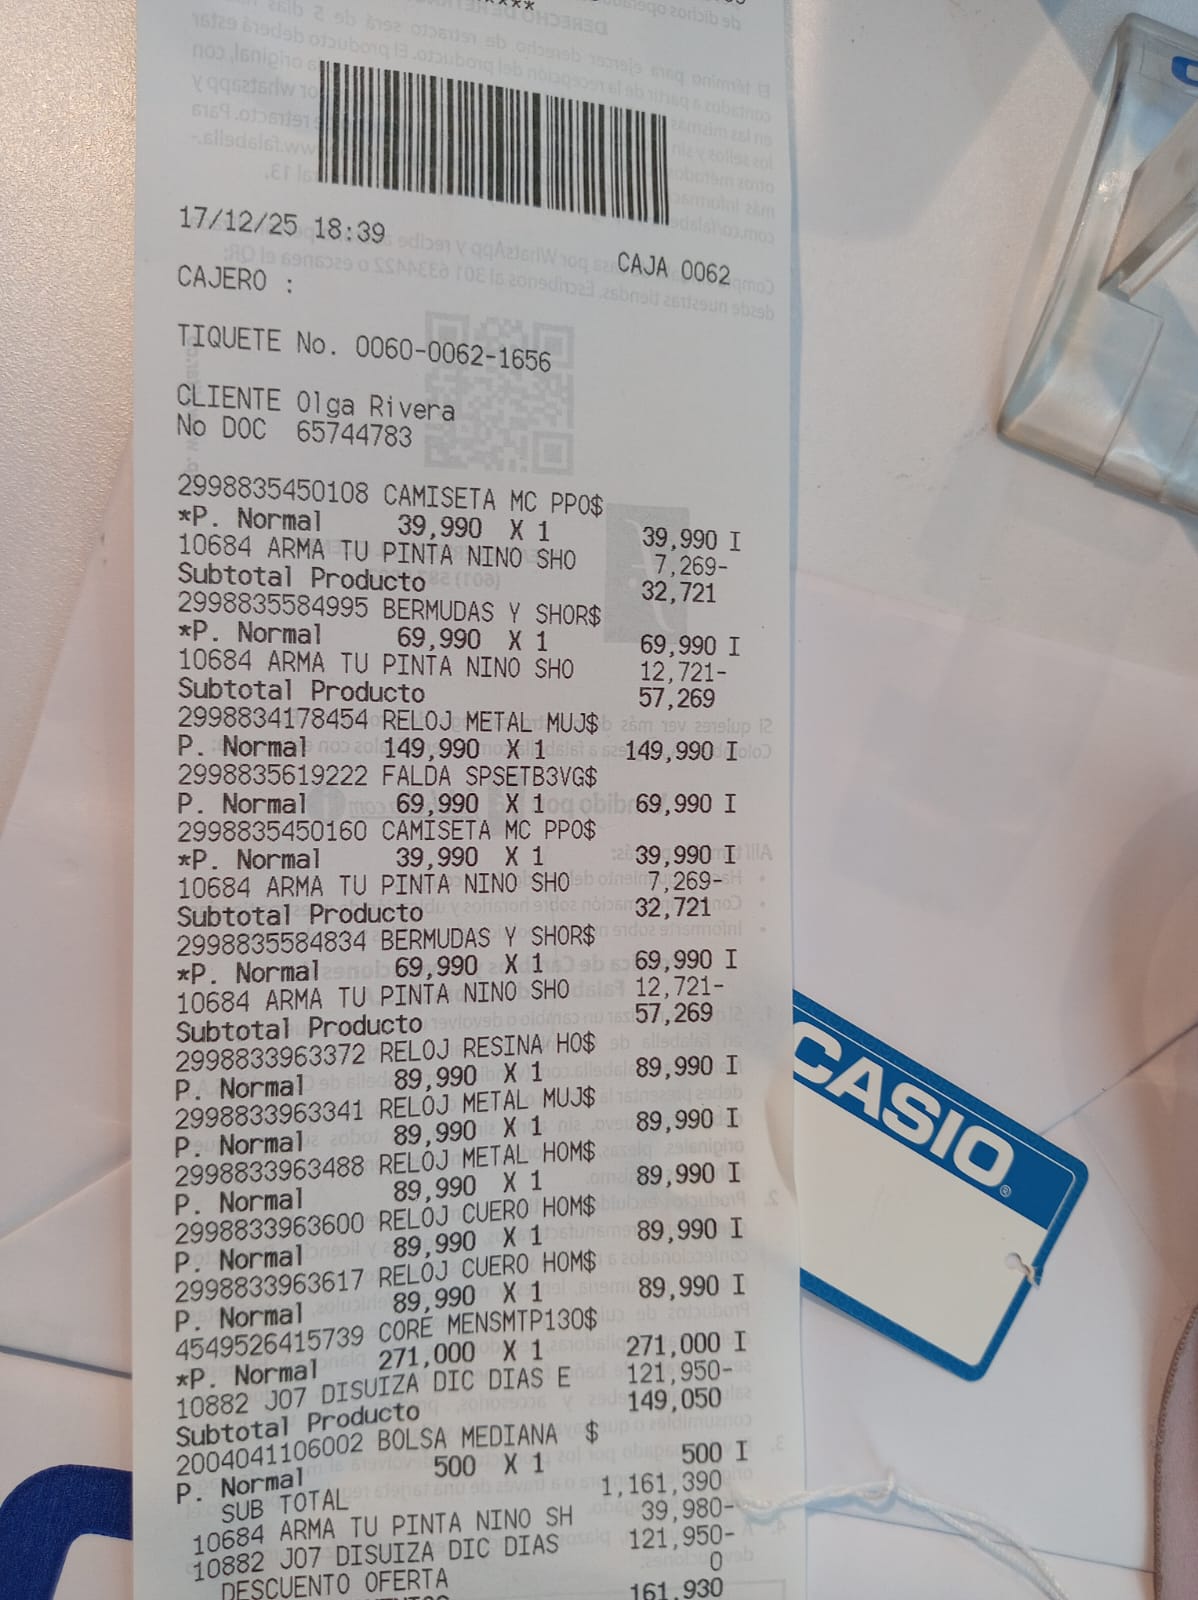 17/12/25 18:39
CAJA 0062
CAJERO :
TIQUETE No. 0060-0062-1656
CLIENTE Olga Rivera
No DOC 65744783
2998835450108 CAMISETA MC PPO$
*P. Normal 39,990 X 1 39,990 I
10684 ARMA TU PINTA NINO SHO 7,269-
Subtotal Producto 32,721
2998835584995 BERMUDAS Y SHOR$
*P. Normal 69,990 X 1 69,990 I
10684 ARMA TU PINTA NINO SHO 12,721-
Subtotal Producto 57,269
2998834178454 RELOJ METAL MUJ$
P. Normal 149,990 X 1 149,990 I
2998835619222 FALDA SPSETB3VG$
P. Normal 69,990 X 1 69,990 I
2998835450160 CAMISETA MC PPO$
*P. Normal 39,990 X 1 39,990 I
10684 ARMA TU PINTA NINO SHO 7,269-
Subtotal Producto 32,721
2998835584834 BERMUDAS Y SHOR$
*P. Normal 69,990 X 1 69,990 I
10684 ARMA TU PINTA NINO SHO 12,721-
Subtotal Producto 57,269
2998833963372 RELOJ RESINA HO$
P. Normal 89,990 X 1 89,990 I
2998833963341 RELOJ METAL MUJ$
P. Normal 89,990 X 1 89,990 I
2998833963488 RELOJ METAL HOM$
P. Normal 89,990 X 1 89,990 I
2998833963600 RELOJ CUERO HOM$
P. Normal 89,990 X 1 89,990 I
2998833963617 RELOJ CUERO HOM$
P. Normal 89,990 X 1 89,990 I
4549526415739 CORE MENSMTP130$
*P. Normal 271,000 X 1 271,000 I
10882 J07 DISUIZA DIC DIAS E 121,950-
Subtotal Producto 149,050
2004041106002 BOLSA MEDIANA $
P. Normal 500 X 1 500 I
SUB TOTAL 1,161,390
10684 ARMA TU PINTA NINO SH 39,980-
10882 J07 DISUIZA DIC DIAS 121,950-
DESCUENTO OFERTA 0
161,930
CASIO®